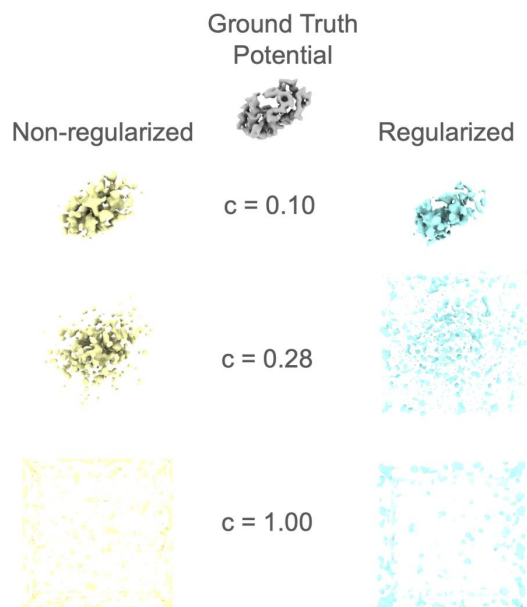 Ground Truth
Potential
Non-regularized
Regularized
c = 0.10
c = 0.28
c = 1.00